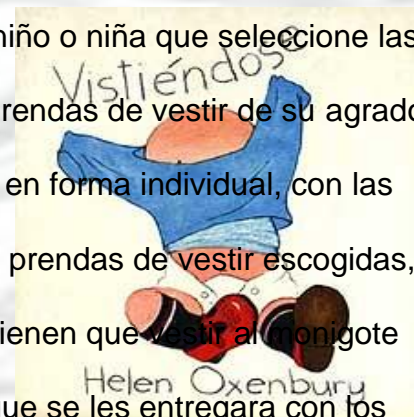 niño o niña que seleccione las
Vistiéndose
rendas de vestir de su agrado
en forma individual, con las
prendas de vestir escogidas,
ienen que vestir al monigote
Helen Oxenbury
que se les entregara con los